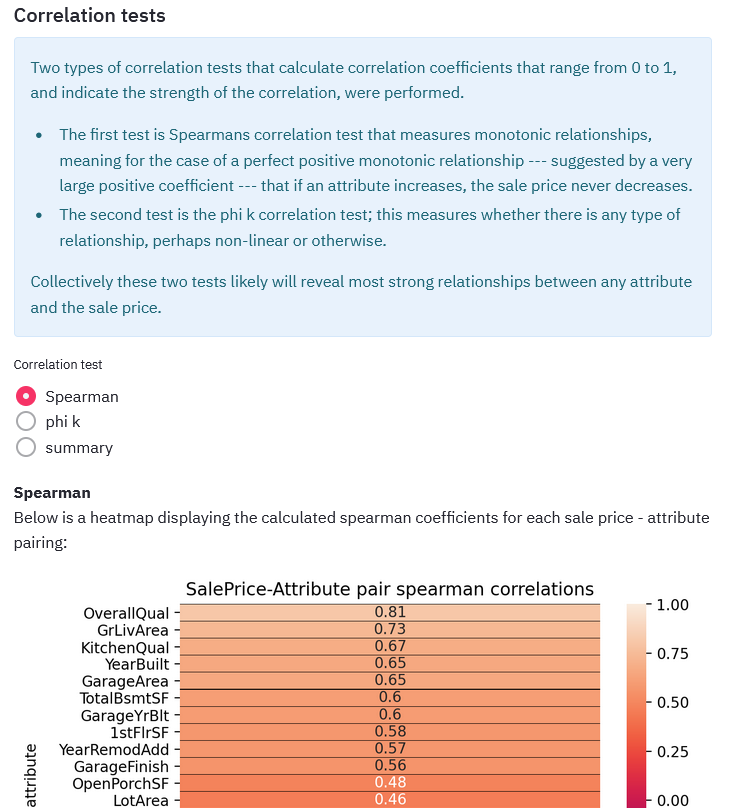 Correlation tests
Two types of correlation tests that calculate correlation coefficients that range from 0 to 1,
and indicate the strength of the correlation, were performed.
• The first test is Spearmans correlation test that measures monotonic relationships,
meaning for the case of a perfect positive monotonic relationship --- suggested by a very
large positive coefficient --- that if an attribute increases, the sale price never decreases.
• The second test is the phi k correlation test; this measures whether there is any type of
relationship, perhaps non-linear or otherwise.
Collectively these two tests likely will reveal most strong relationships between any attribute
and the sale price.
Correlation test
Spearman
phi k
summary
Spearman
Below is a heatmap displaying the calculated spearman coefficients for each sale price - attribute
pairing:
SalePrice-Attribute pair spearman correlations
OverallQual 0.81
GrLivArea 0.73
KitchenQual 0.67
YearBuilt 0.65
GarageArea 0.65
TotalBsmtSF 0.6
GarageYrBlt 0.6
1stFlrSF 0.58
YearRemodAdd 0.57
GarageFinish 0.56
OpenPorchSF 0.48
LotArea 0.46
attribute
1.00
0.75
0.50
0.25
0.00